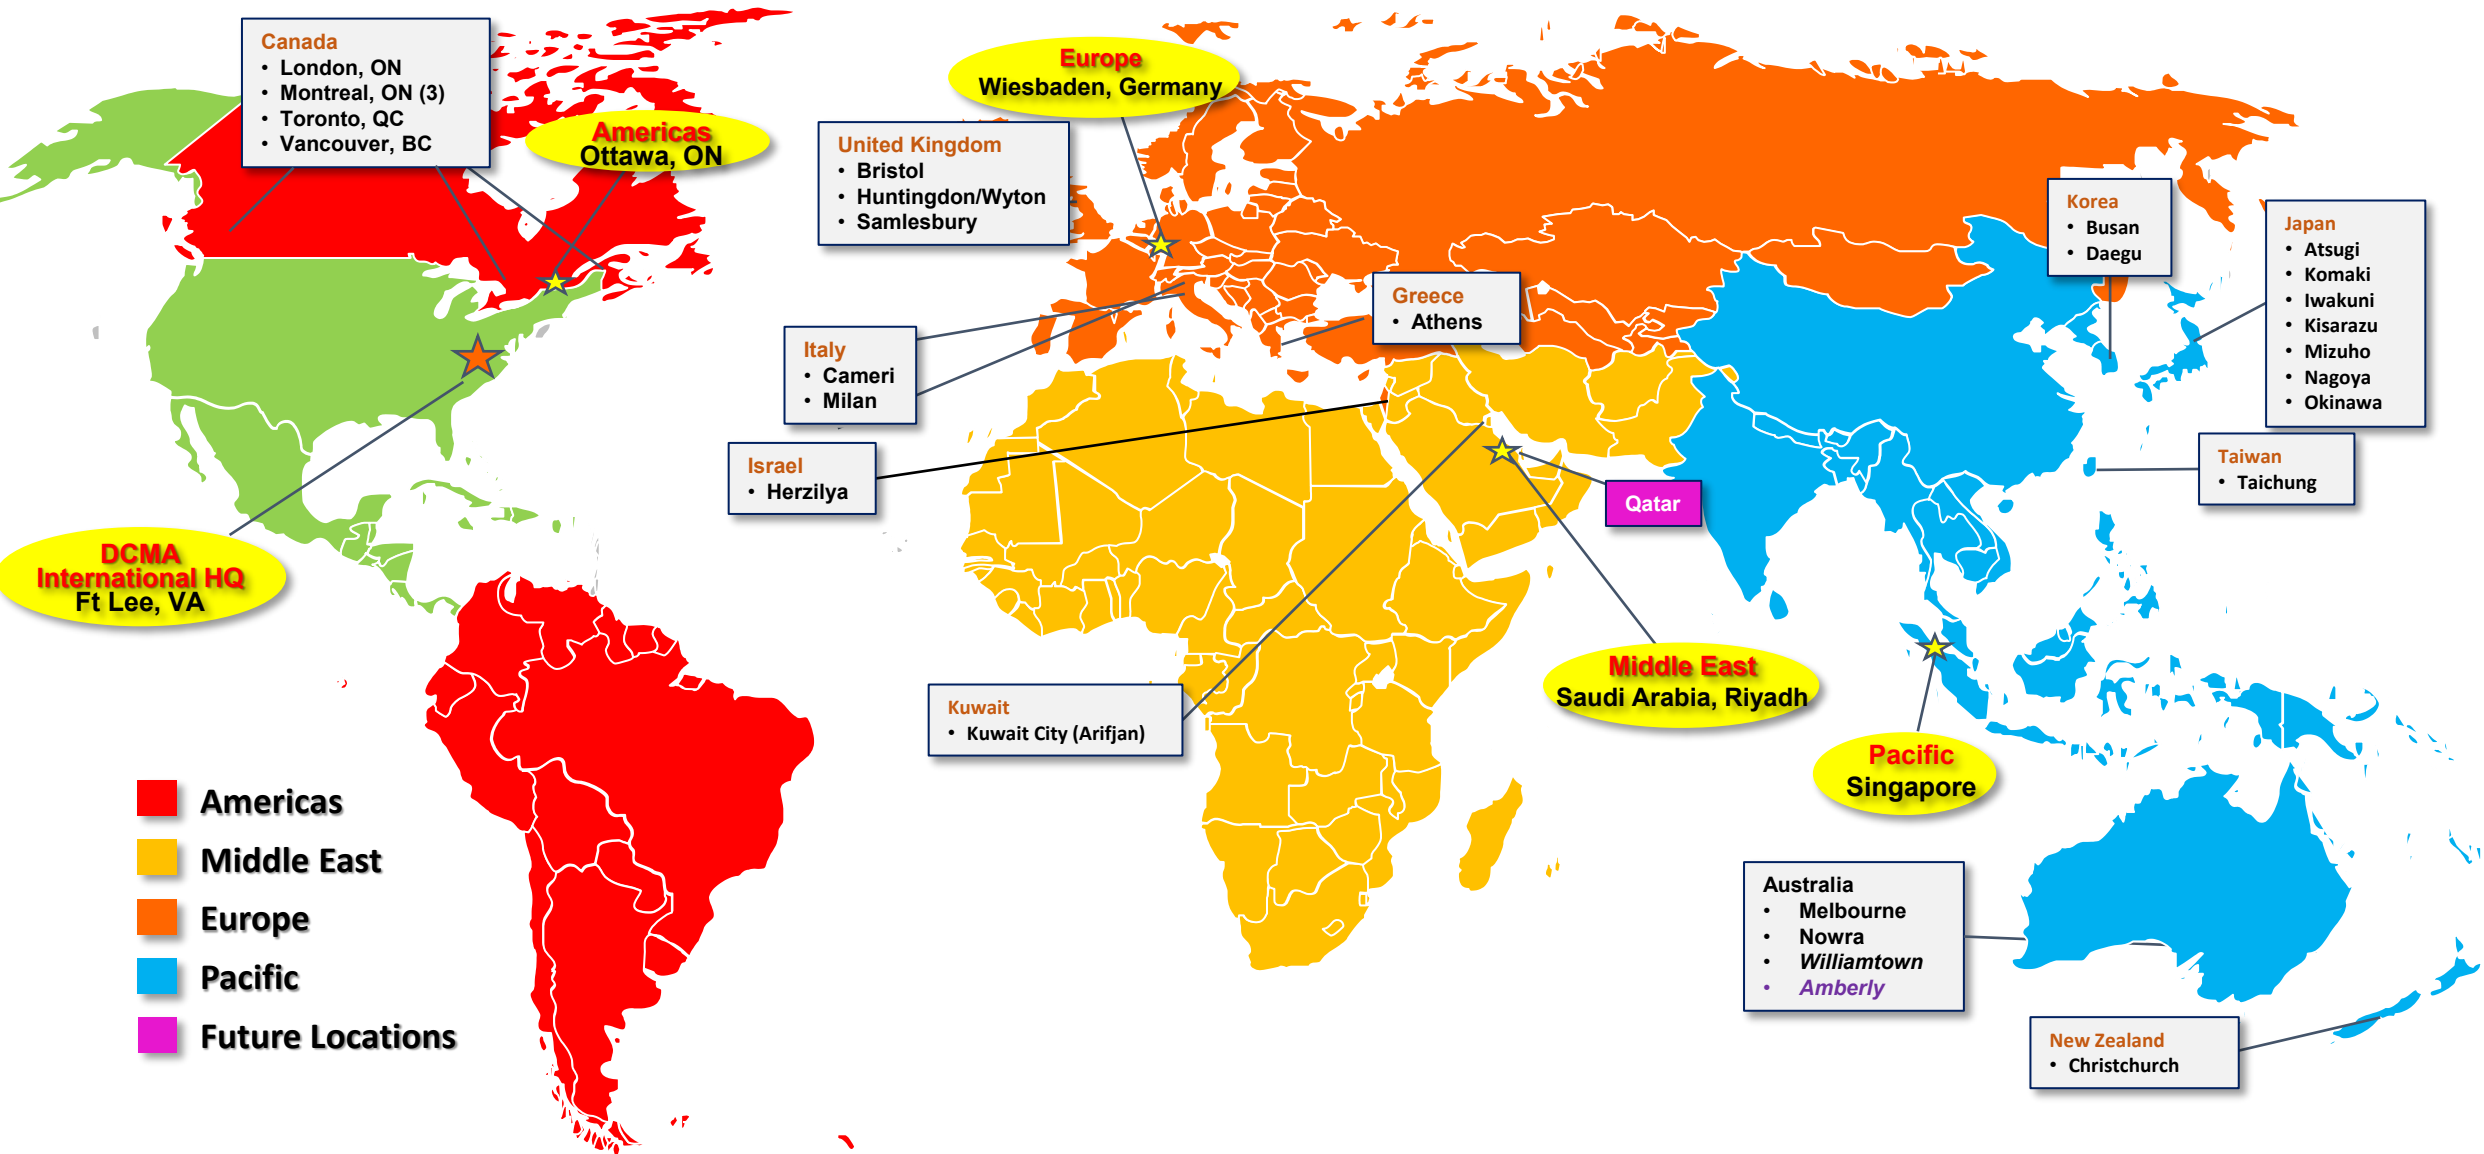 Canada
• London, ON
• Montreal, ON (3)
• Toronto, QC
• Vancouver, BC
Americas
Ottawa, ON
Europe
Wiesbaden, Germany
United Kingdom
• Bristol
• Huntingdon/Wyton
• Samlesbury
Korea
• Busan
• Daegu
Japan
• Atsugi
• Komaki
• Iwakuni
• Kisarazu
• Mizuho
• Nagoya
• Okinawa
Greece
• Athens
Italy
• Cameri
• Milan
Israel
• Herzilya
Taiwan
• Taichung
Qatar
DCMA
International HQ
Ft Lee, VA
Middle East
Saudi Arabia, Riyadh
Kuwait
• Kuwait City (Arifjan)
Pacific
Singapore
Americas
Middle East
Europe
Pacific
Future Locations
Australia
• Melbourne
• Nowra
• Williamtown
• Amberly
New Zealand
• Christchurch